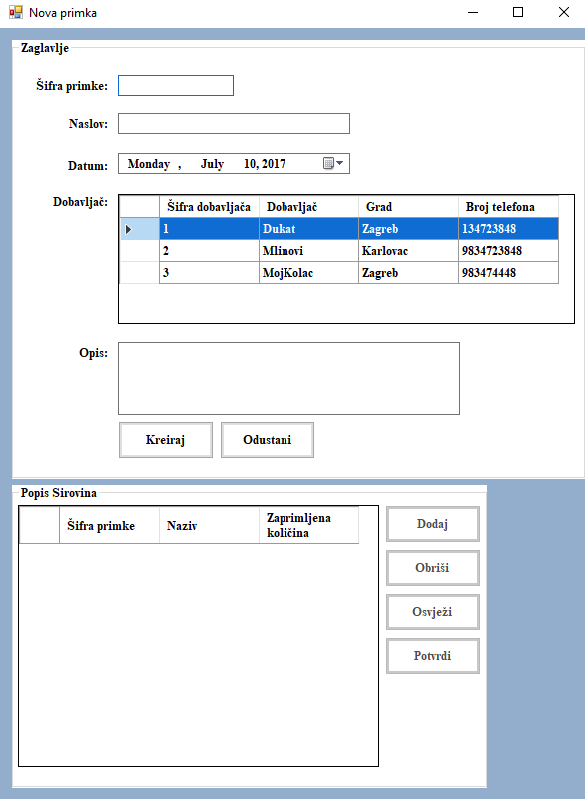 Nova primka
Zaglavlje
Šifra primke:
Naslov:
Datum: Monday , July 10, 2017
Dobavljač: Šifra dobavljača Dobavljač Grad Broj telefona
1 Dukat Zagreb 134723848
2 Mlinovi Karlovac 9834723848
3 MojKolac Zagreb 983474448
Opis:
Kreiraj Odustani
Popis Sirovina
Šifra primke Naziv Zaprimljena
količina
Dodaj
Obriši
Osvježi
Potvrdi